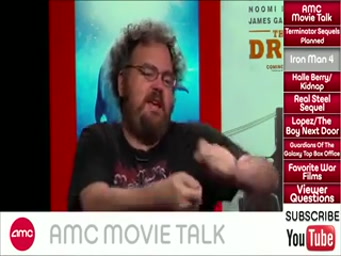 NOOMI
JAMES GA
T
DR
COMING
AMC
Movie Talk
Terminator Sequels
Planned
Iron Man 4
Halle Berry/
Kidnap
Real Steel
Sequel
Lopez/The
Boy Next Door
Guardians Of The
Galaxy Top Box Office
Favorite War
Films
Viewer
Questions
amc
AMC MOVIE TALK
SUBSCRIBE
YouTube